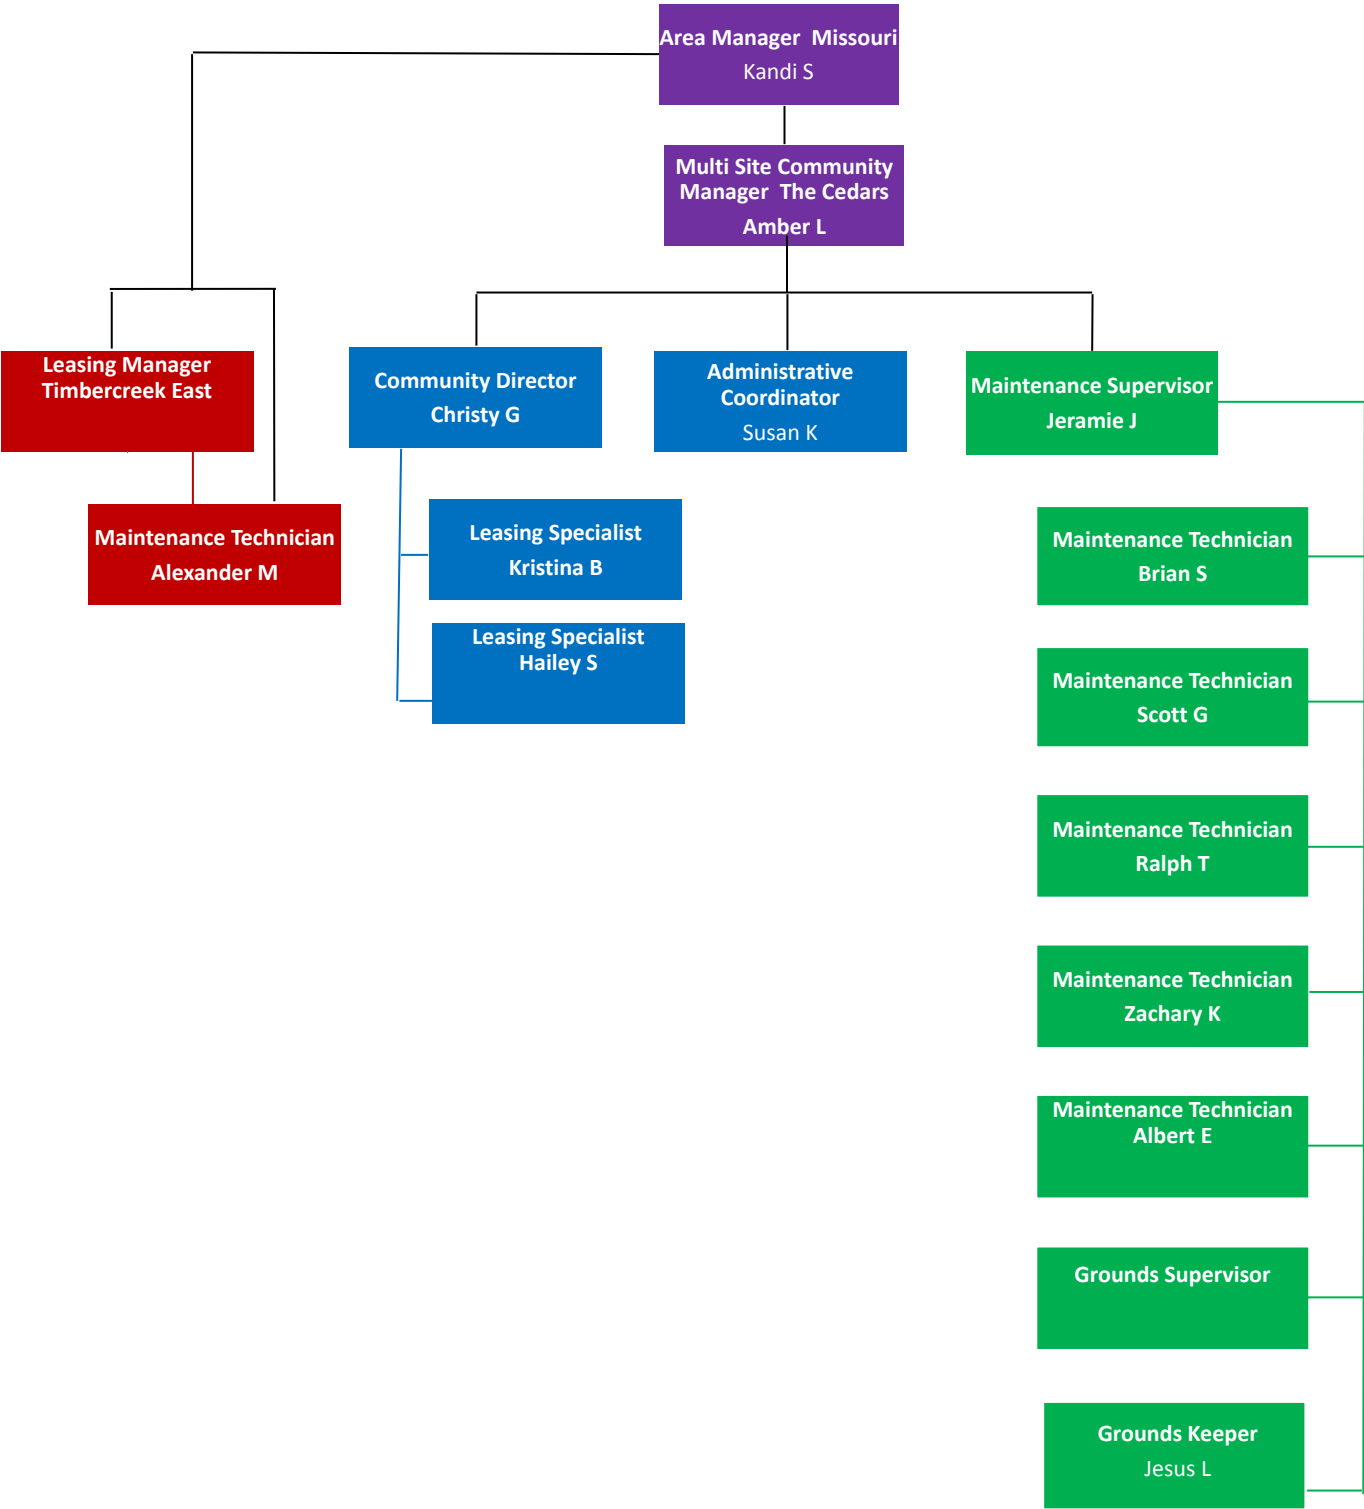 Area Manager  Missouri
Kandi S
Multi Site Community
Manager  The Cedars
Amber L
Leasing Manager
Timbercreek East
Community Director
Christy G
Administrative
Coordinator
Susan K
Maintenance Supervisor
Jeramie J
Maintenance Technician
Alexander M
Leasing Specialist
Kristina B
Leasing Specialist
Hailey S
Maintenance Technician
Brian S
Maintenance Technician
Scott G
Maintenance Technician
Ralph T
Maintenance Technician
Zachary K
Maintenance Technician
Albert E
Grounds Supervisor
Grounds Keeper
Jesus L